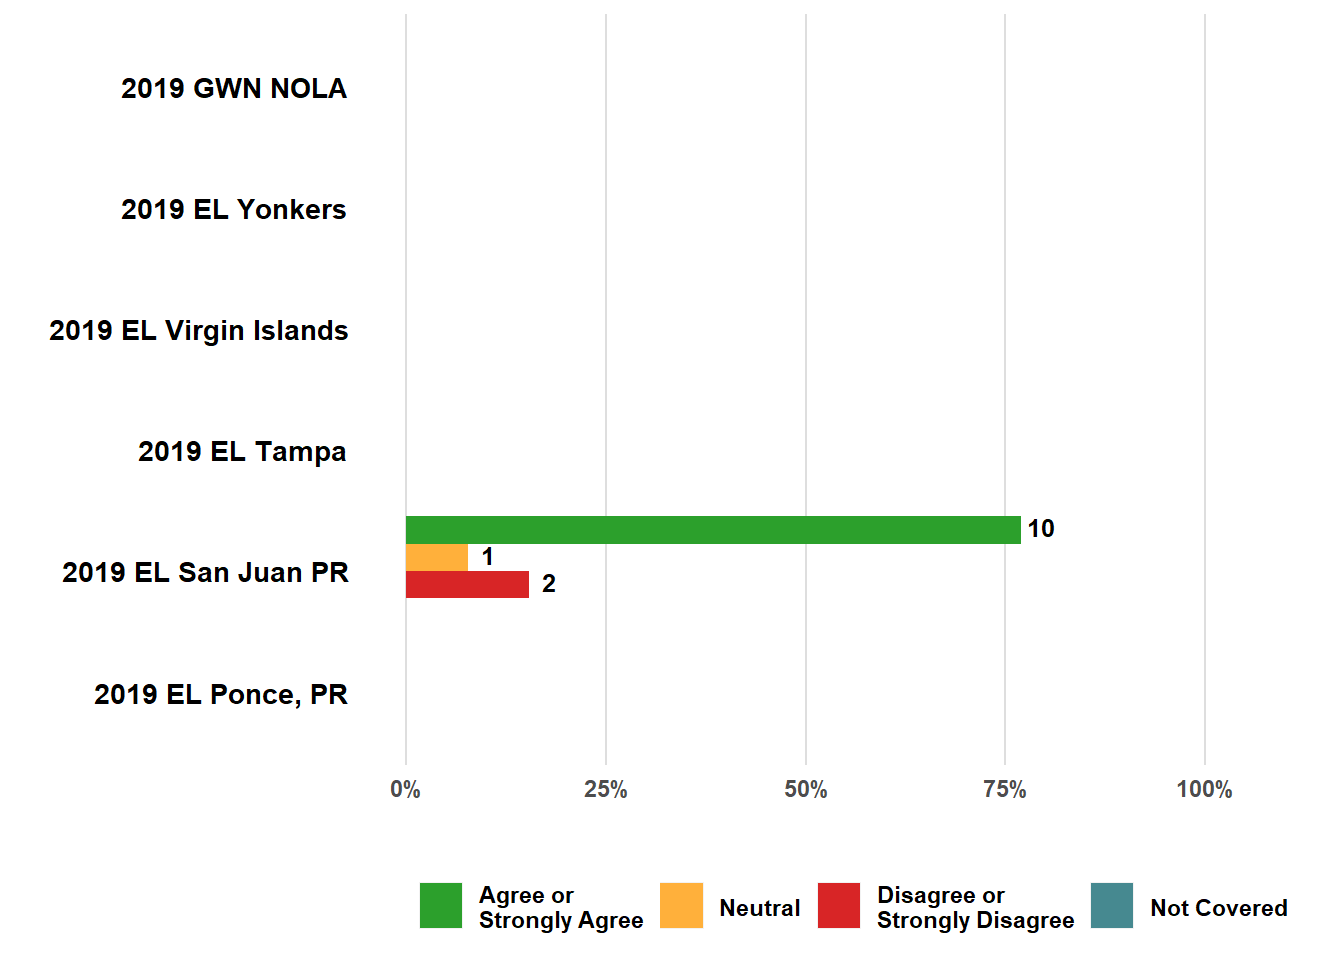 2019 GWN NOLA
2019 EL Yonkers
2019 EL Virgin Islands
2019 EL Tampa
10
1
2019 EL San Juan PR
2
2019 EL Ponce, PR
0% 25% 50% 75% 100%
Agree or
Strongly Agree
Neutral
Disagree or
Strongly Disagree
Not Covered